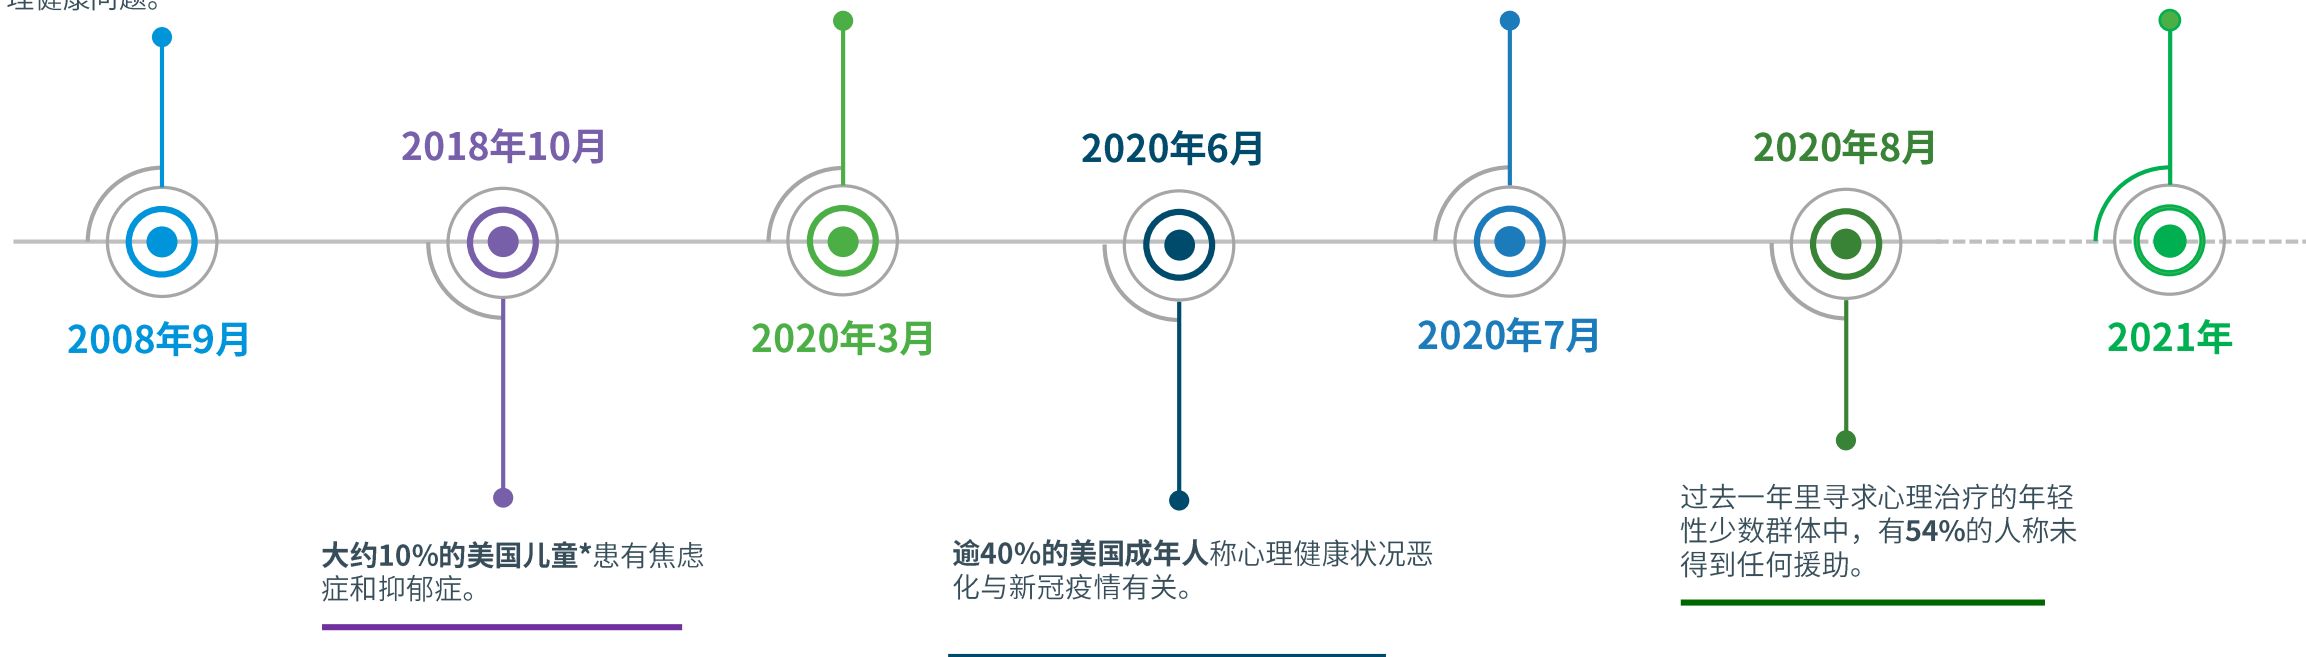 理健康问题。
2018年10月
2020年6月
2020年8月
2008年9月
2020年3月
2020年7月
2021年
大约10%的美国儿童*患有焦虑
症和抑郁症。
逾40%的美国成年人称心理健康状况恶
化与新冠疫情有关。
过去一年里寻求心理治疗的年轻
性少数群体中，有54%的人称未
得到任何援助。